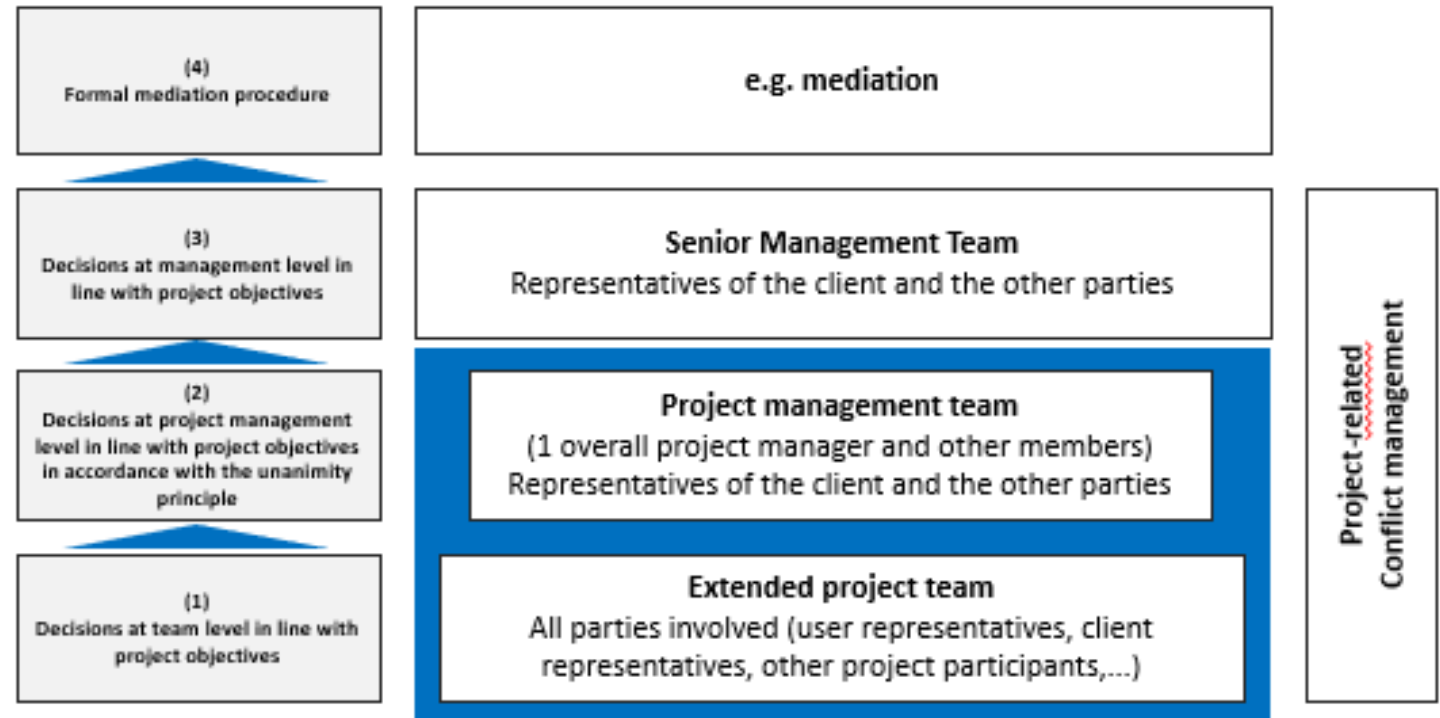 (4)
Formal mediation procedure
e.g. mediation
(3)
Decisions at management level in
line with project objectives
Senior Management Team
Representatives of the client and the other parties
(2)
Decisions at project management
level in line with project objectives
in accordance with the unanimity
principle
Project management team
(1 overall project manager and other members)
Representatives of the client and the other parties
(1)
Decisions at team level in line with
project objectives
Extended project team
All parties involved (user representatives, client
representatives, other project participants,...)
Project-related
Conflict management